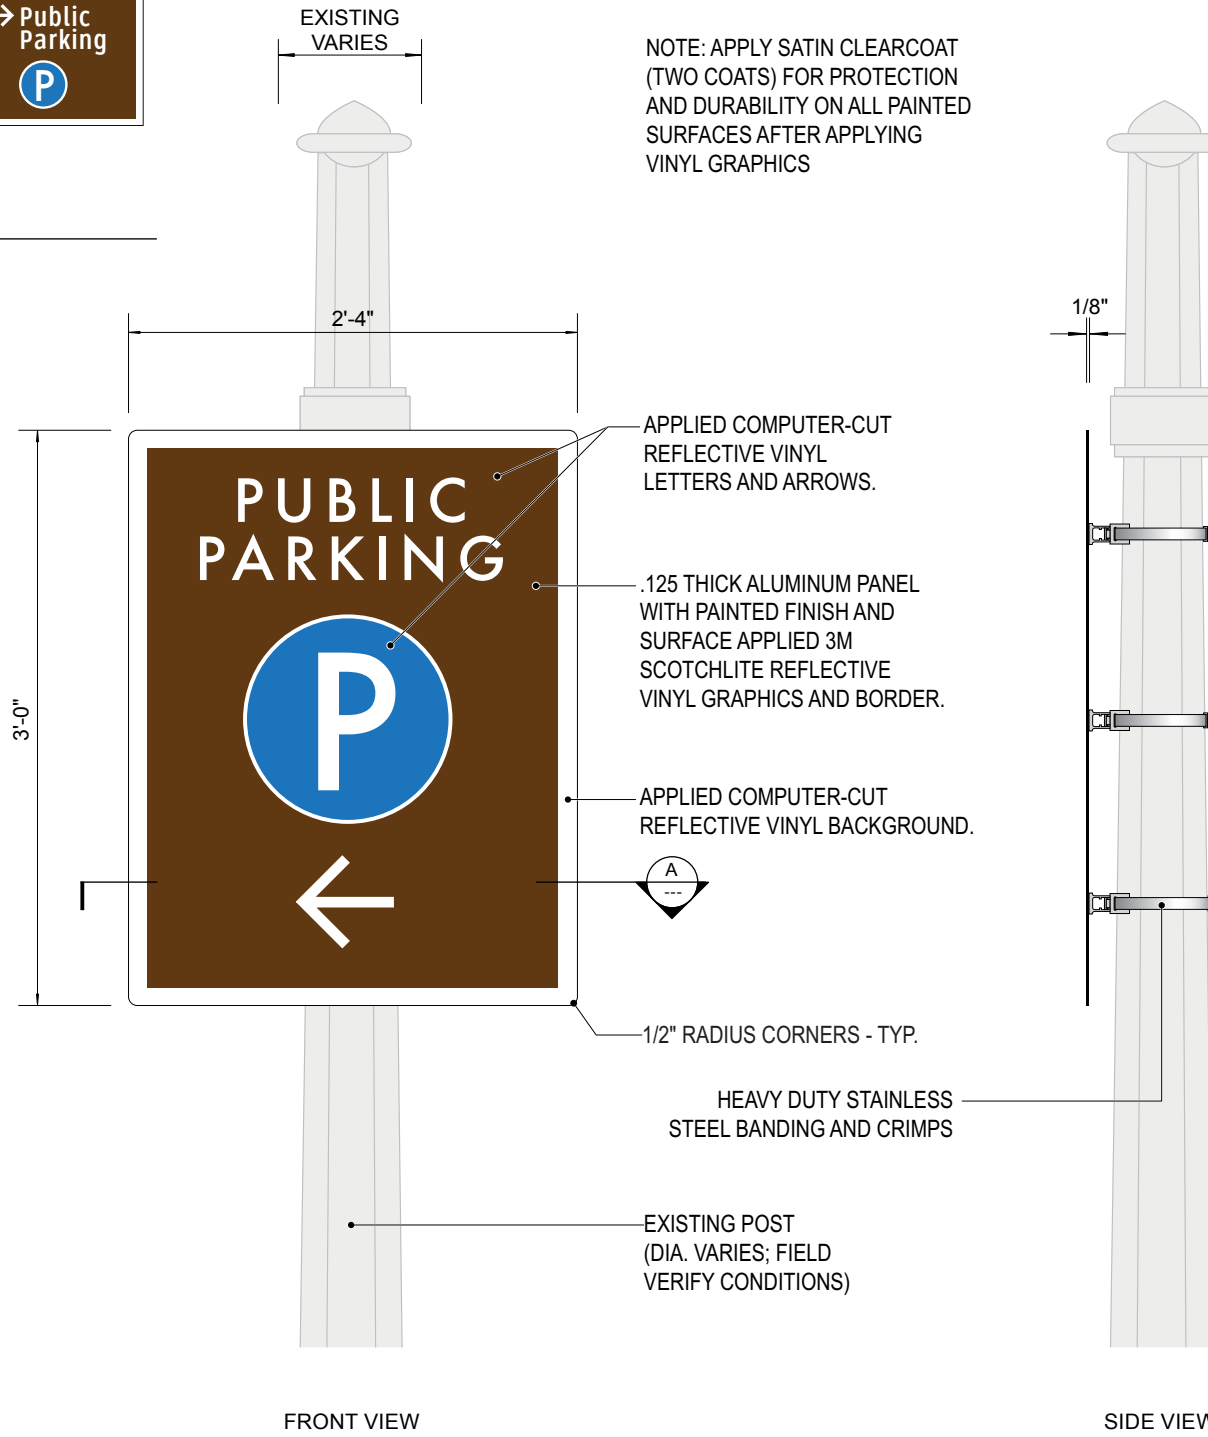 → Public
Parking
P
EXISTING
VARIES
NOTE: APPLY SATIN CLEARCOAT
(TWO COATS) FOR PROTECTION
AND DURABILITY ON ALL PAINTED
SURFACES AFTER APPLYING
VINYL GRAPHICS
2'-4"
1/8"
3'-0"
PUBLIC
PARKING
P
←
APPLIED COMPUTER-CUT
REFLECTIVE VINYL
LETTERS AND ARROWS.
.125 THICK ALUMINUM PANEL
WITH PAINTED FINISH AND
SURFACE APPLIED 3M
SCOTCHLITE REFLECTIVE
VINYL GRAPHICS AND BORDER.
APPLIED COMPUTER-CUT
REFLECTIVE VINYL BACKGROUND.
A
---
1/2" RADIUS CORNERS - TYP.
HEAVY DUTY STAINLESS
STEEL BANDING AND CRIMPS
EXISTING POST
(DIA. VARIES; FIELD
VERIFY CONDITIONS)
FRONT VIEW
SIDE VIEW